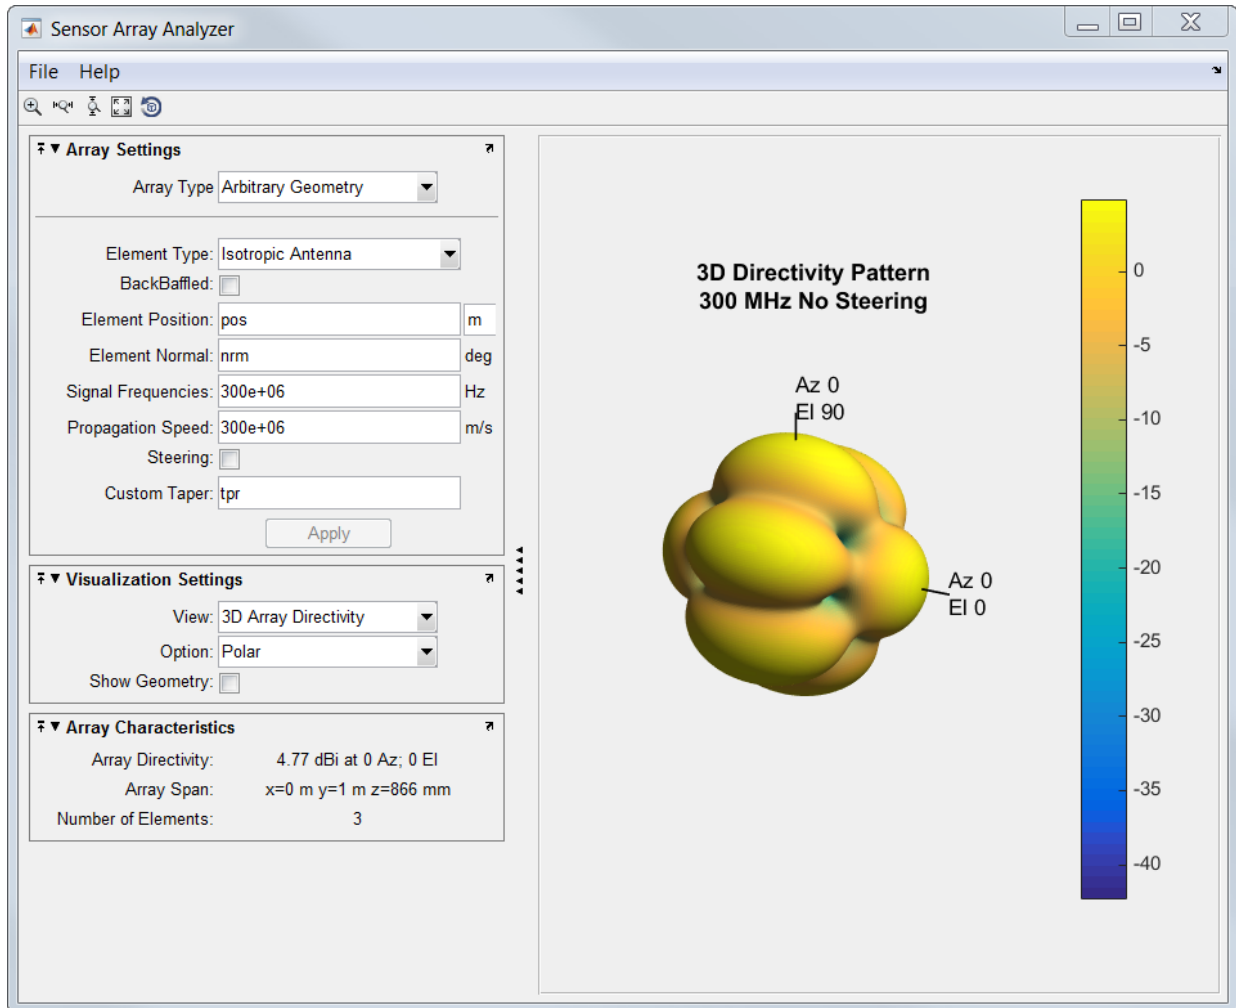 Sensor Array Analyzer
File Help
Array Settings
Array Type Arbitrary Geometry
Element Type: Isotropic Antenna
BackBaffled:
Element Position: pos m
Element Normal: nrm deg
Signal Frequencies: 300e+06 Hz
Propagation Speed: 300e+06 m/s
Steering:
Custom Taper: tpr
Apply
Visualization Settings
View: 3D Array Directivity
Option: Polar
Show Geometry:
Array Characteristics
Array Directivity: 4.77 dBi at 0 Az; 0 El
Array Span: x=0 m y=1 m z=866 mm
Number of Elements: 3
3D Directivity Pattern
300 MHz No Steering
Az 0
El 90
Az 0
El 0
0
-5
-10
-15
-20
-25
-30
-35
-40